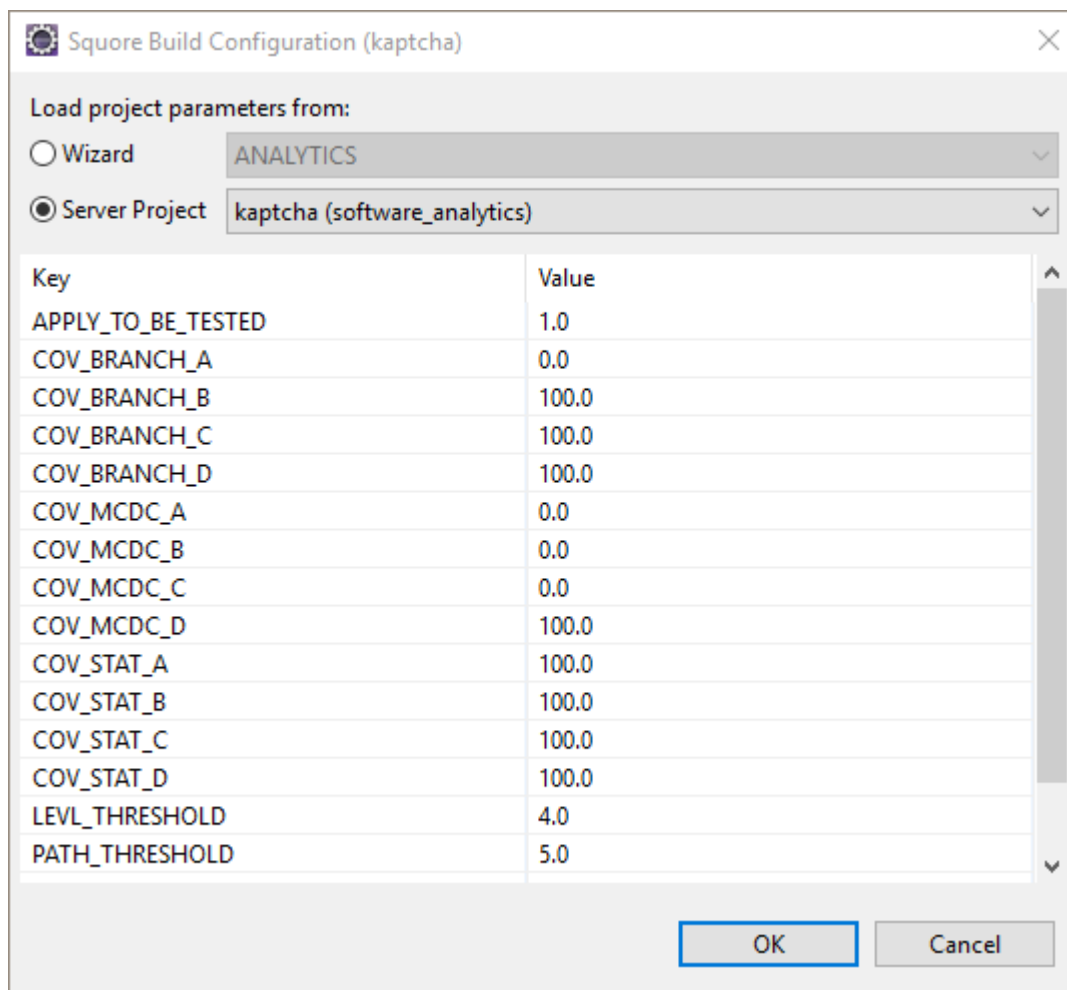 Squore Build Configuration (kaptcha)
Load project parameters from:
Wizard ANALYTICS
Server Project kaptcha (software_analytics)
Key Value
APPLY_TO_BE_TESTED 1.0
COV_BRANCH_A 0.0
COV_BRANCH_B 100.0
COV_BRANCH_C 100.0
COV_BRANCH_D 100.0
COV_MCDC_A 0.0
COV_MCDC_B 0.0
COV_MCDC_C 0.0
COV_MCDC_D 100.0
COV_STAT_A 100.0
COV_STAT_B 100.0
COV_STAT_C 100.0
COV_STAT_D 100.0
LEVL_THRESHOLD 4.0
PATH_THRESHOLD 5.0
OK Cancel